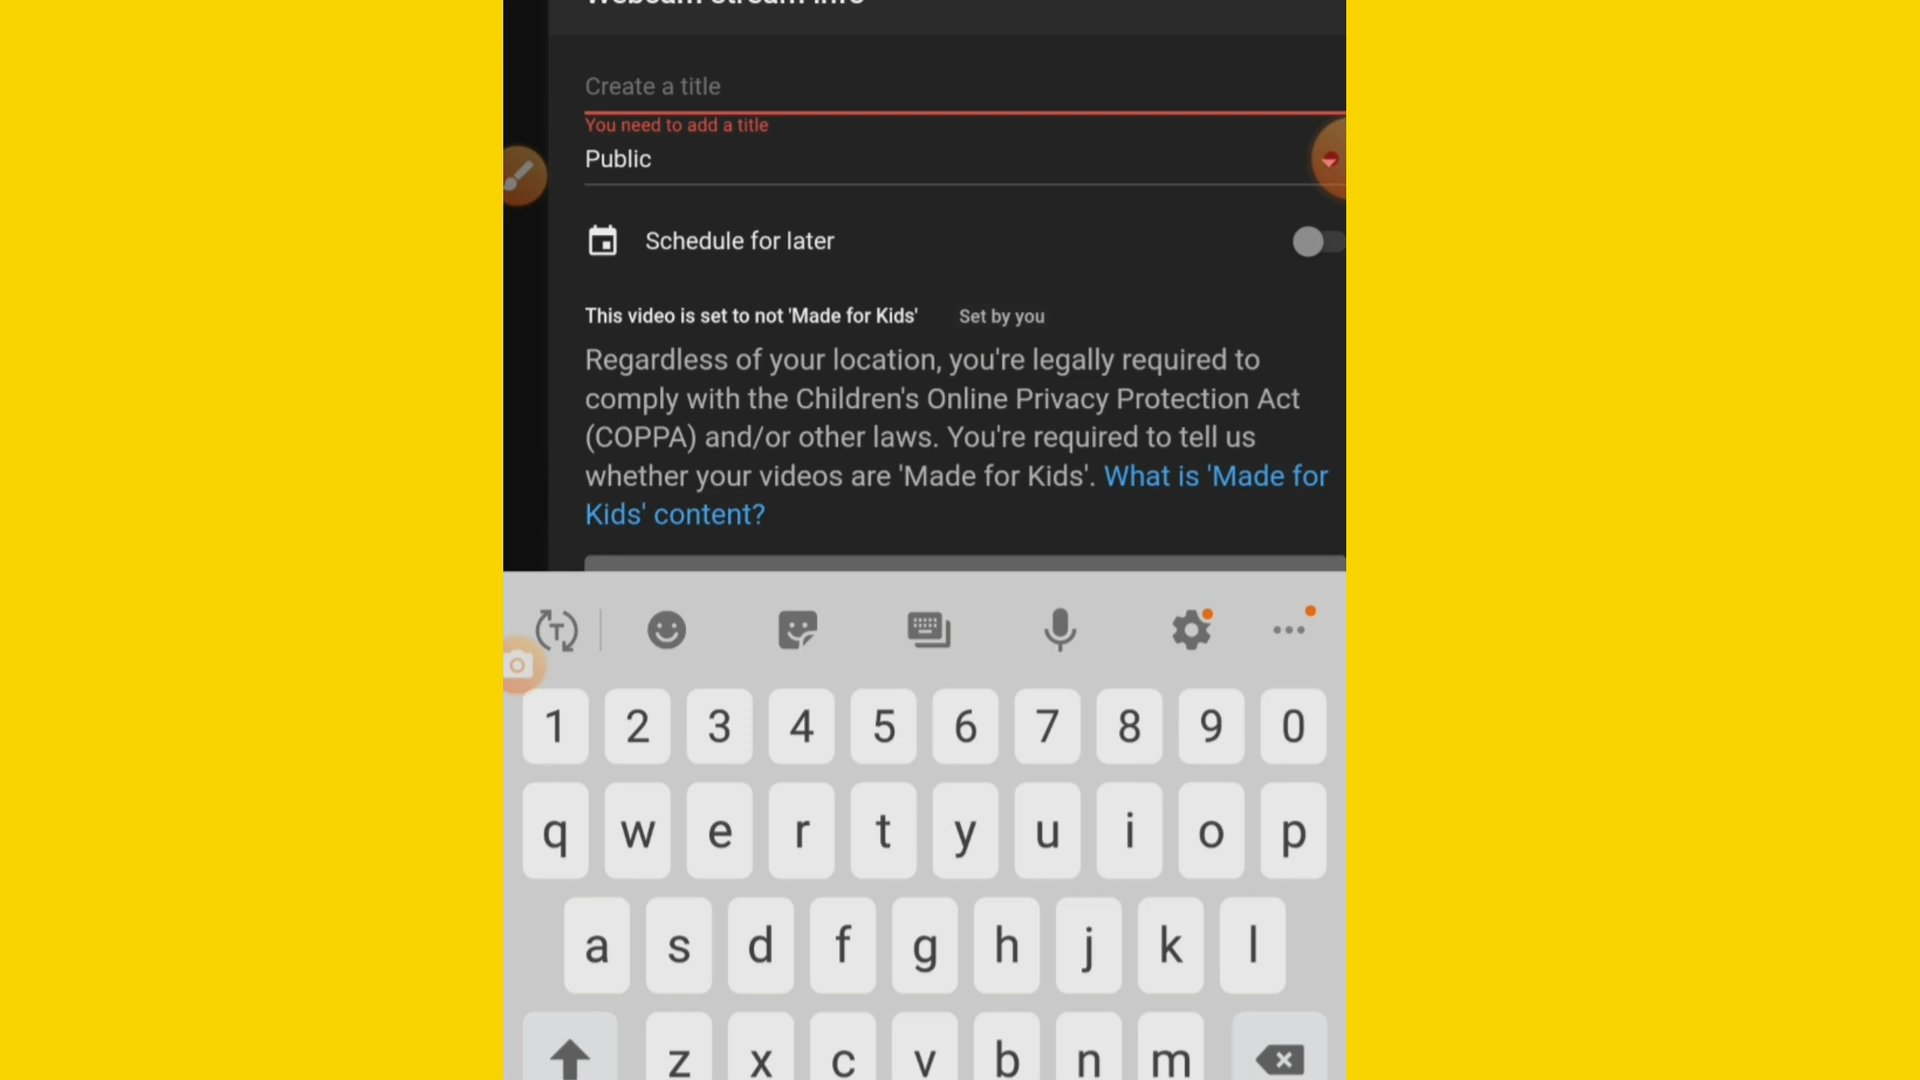 Webcam stream info
Create a title
You need to add a title
Public
Schedule for later
This video is set to not 'Made for Kids' Set by you
Regardless of your location, you're legally required to
comply with the Children's Online Privacy Protection Act
(COPPA) and/or other laws. You're required to tell us
whether your videos are 'Made for Kids'. What is 'Made for
Kids' content?
T
1 2 3 4 5 6 7 8 9 0
q w e r t y u i o p
a s d f g h j k l
z x c v b n m